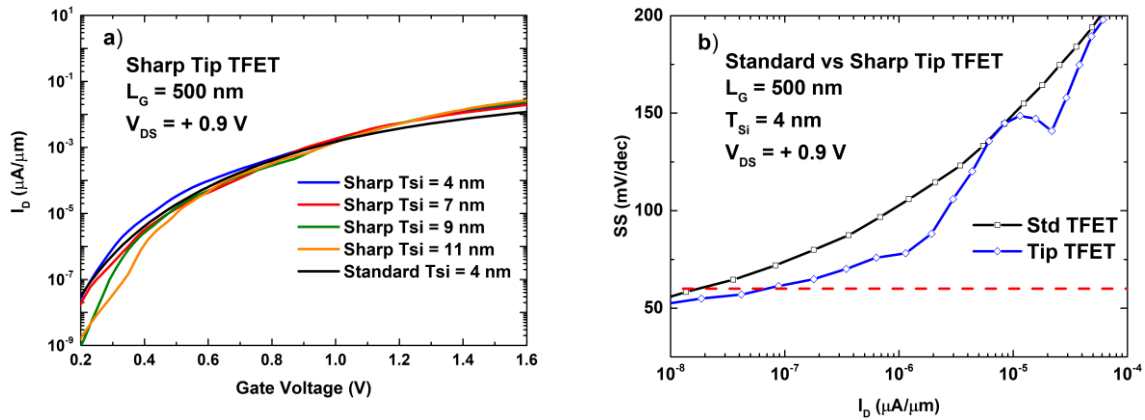 a)
Sharp Tip TFET
L_G = 500 nm
V_DS = + 0.9 V
I_D (μA/μm)
10^1
10^-1
10^-3
10^-5
10^-7
10^-9
Sharp Tsi = 4 nm
Sharp Tsi = 7 nm
Sharp Tsi = 9 nm
Sharp Tsi = 11 nm
Standard Tsi = 4 nm
0.2 0.4 0.6 0.8 1.0 1.2 1.4 1.6
Gate Voltage (V)
b)
Standard vs Sharp Tip TFET
L_G = 500 nm
T_Si = 4 nm
V_DS = + 0.9 V
SS (mV/dec)
200
150
100
50
Std TFET
Tip TFET
10^-8 10^-7 10^-6 10^-5 10^-4
I_D (μA/μm)